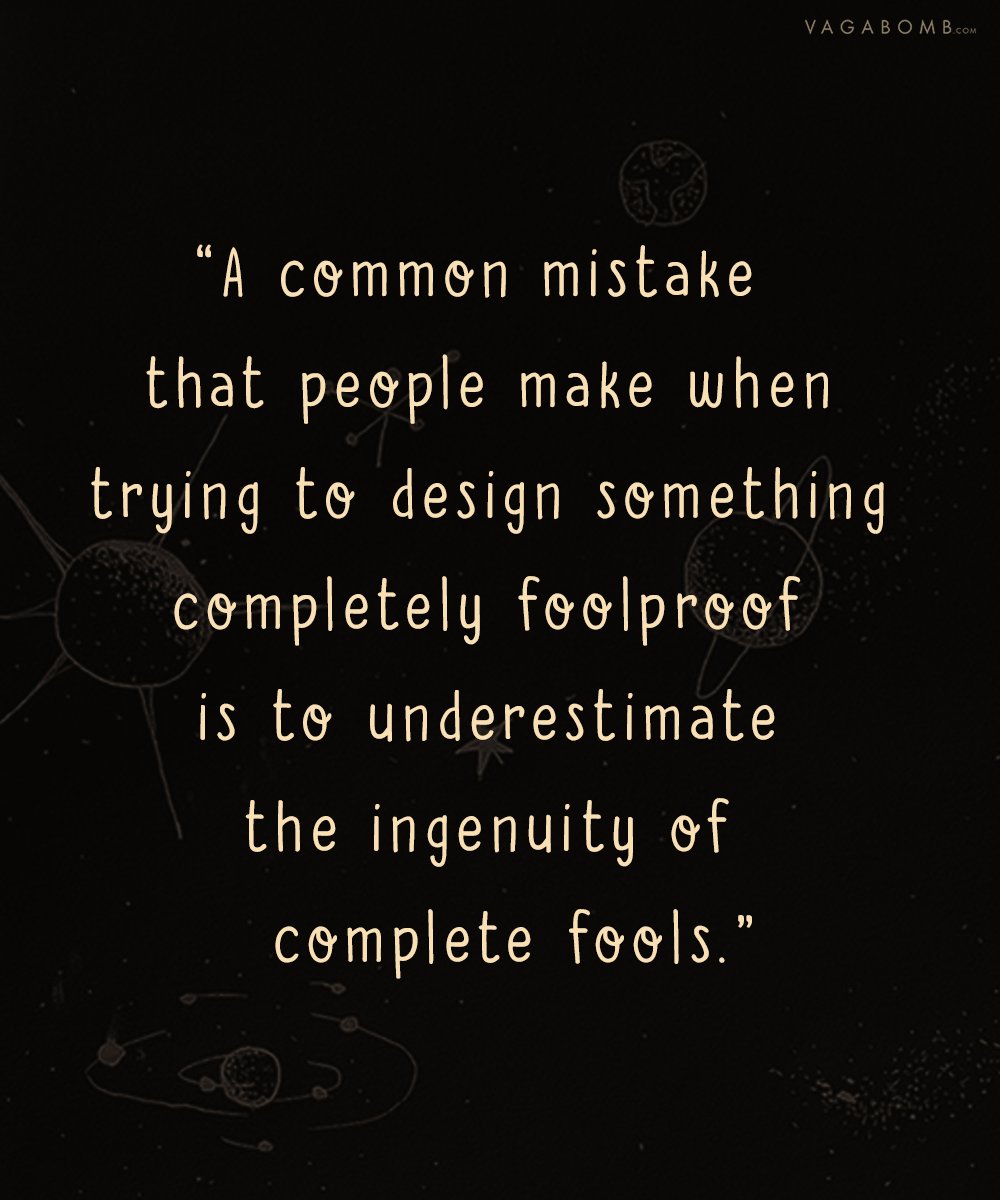 VAGABOMB.COM
“A common mistake
that people make when
trying to design something
completely foolproof
is to underestimate
the ingenuity of
complete fools.”